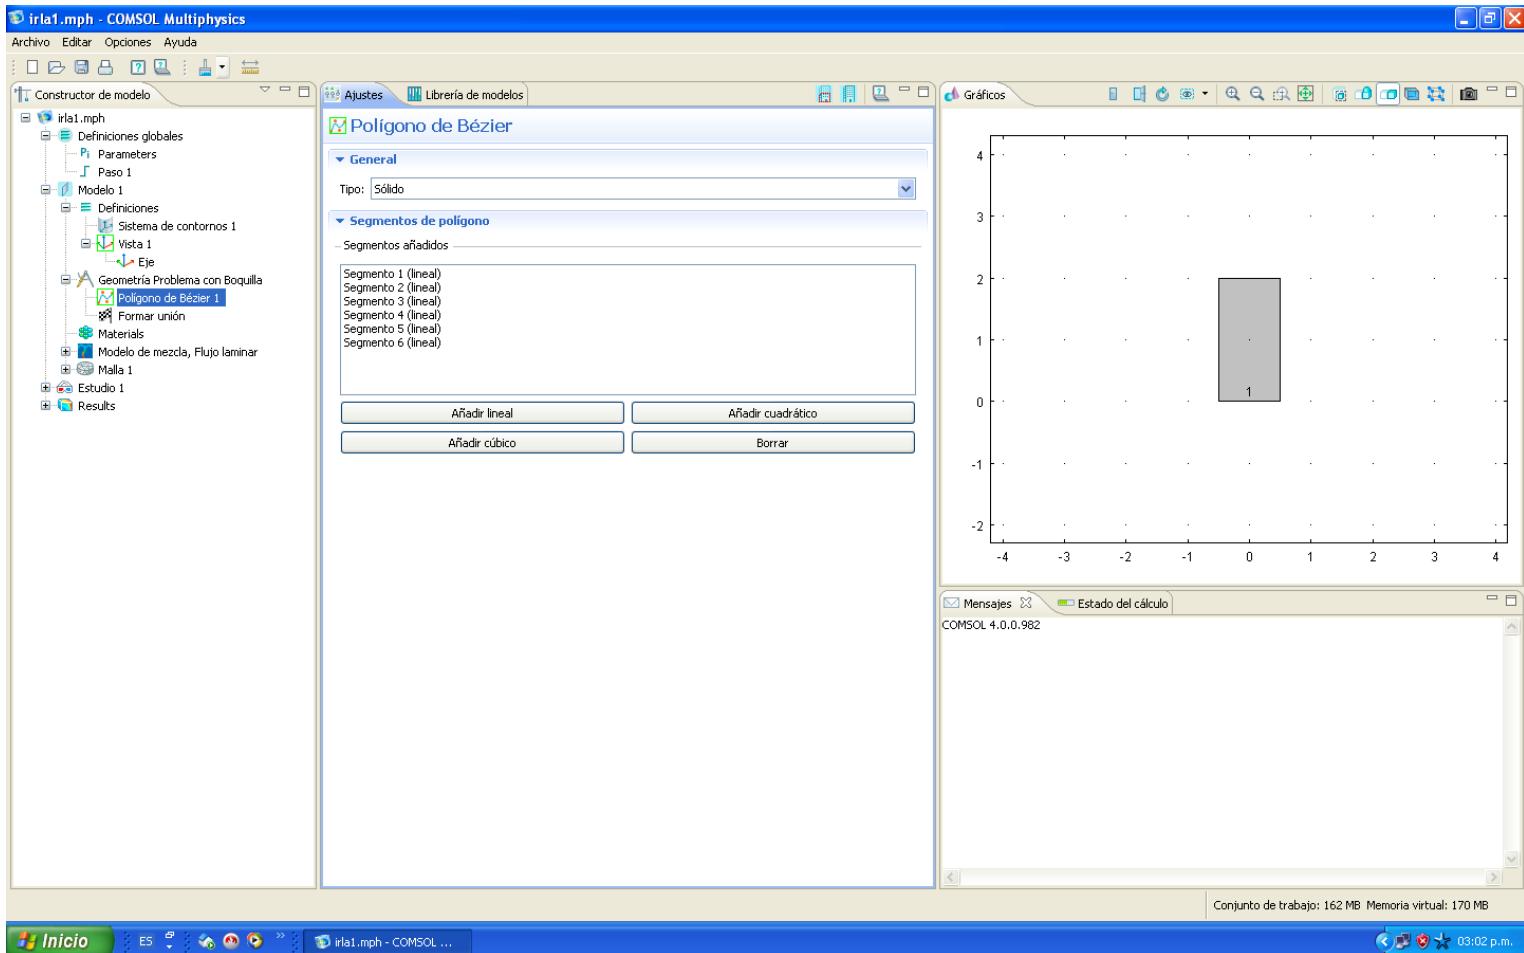 irla1.mph - COMSOL Multiphysics
Archivo Editar Opciones Ayuda
Constructor de modelo
irla1.mph
Definiciones globales
Pi Parameters
Paso 1
Modelo 1
Definiciones
Sistema de contornos 1
Vista 1
Eje
Geometría Problema con Boquilla
Polígono de Bézier 1
Formar unión
Materials
Modelo de mezcla, Flujo laminar
Malla 1
Estudio 1
Results
Ajustes
Librería de modelos
Polígono de Bézier
General
Tipo: Sólido
Segmentos de polígono
Segmentos añadidos
Segmento 1 (lineal)
Segmento 2 (lineal)
Segmento 3 (lineal)
Segmento 4 (lineal)
Segmento 5 (lineal)
Segmento 6 (lineal)
Añadir lineal
Añadir cuadrático
Añadir cúbico
Borrar
Gráficos
4
3
2
1
0
-1
-2
1
-4 -3 -2 -1 0 1 2 3 4
Mensajes
Estado del cálculo
COMSOL 4.0.0.982
Conjunto de trabajo: 162 MB Memoria virtual: 170 MB
Inicio
ES
irla1.mph - COMSOL ...
03:02 p.m.